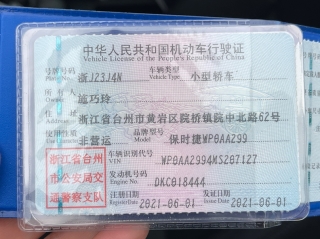 中华人民共和国机动车行驶证
Vehicle License of the People's Republic of China
号牌号码 浙J23J4N 车辆类型 小型轿车
Vehicle Type
所有人 施巧玲
住址 浙江省台州市黄岩区院桥镇院中北路62号
使用性质 非营运 品牌型号 保时捷WP0AA299
浙江省台州市公安局交通警察支队
车辆识别代号 WP0AA2994KS287127
VIN
发动机号码 DKC018444
Engine No.
注册日期 2021-06-01 发证日期 2021-06-01
Register Date Issue Date